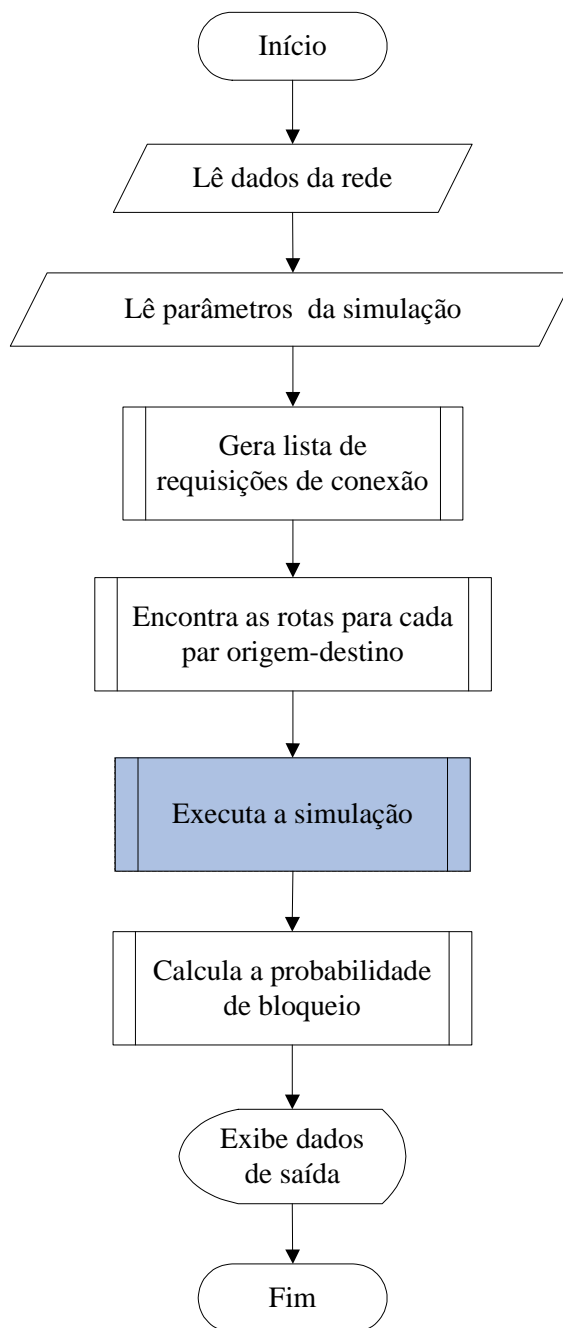 Início
Lê dados da rede
Lê parâmetros da simulação
Gera lista de
requisições de conexão
Encontra as rotas para cada
par origem-destino
Executa a simulação
Calcula a probabilidade
de bloqueio
Exibe dados
de saída
Fim